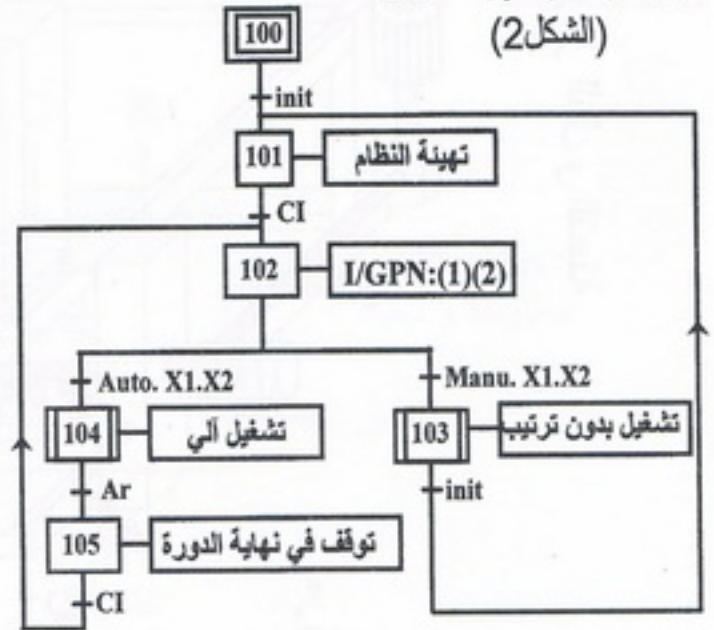 (الشكل2)
100
init
101
تهيئة النظام
CI
102
I/GPN:(1)(2)
Auto. X1.X2
Manu. X1.X2
104
تشغيل آلي
103
تشغيل بدون ترتيب
Ar
init
105
توقف في نهاية الدورة
CI